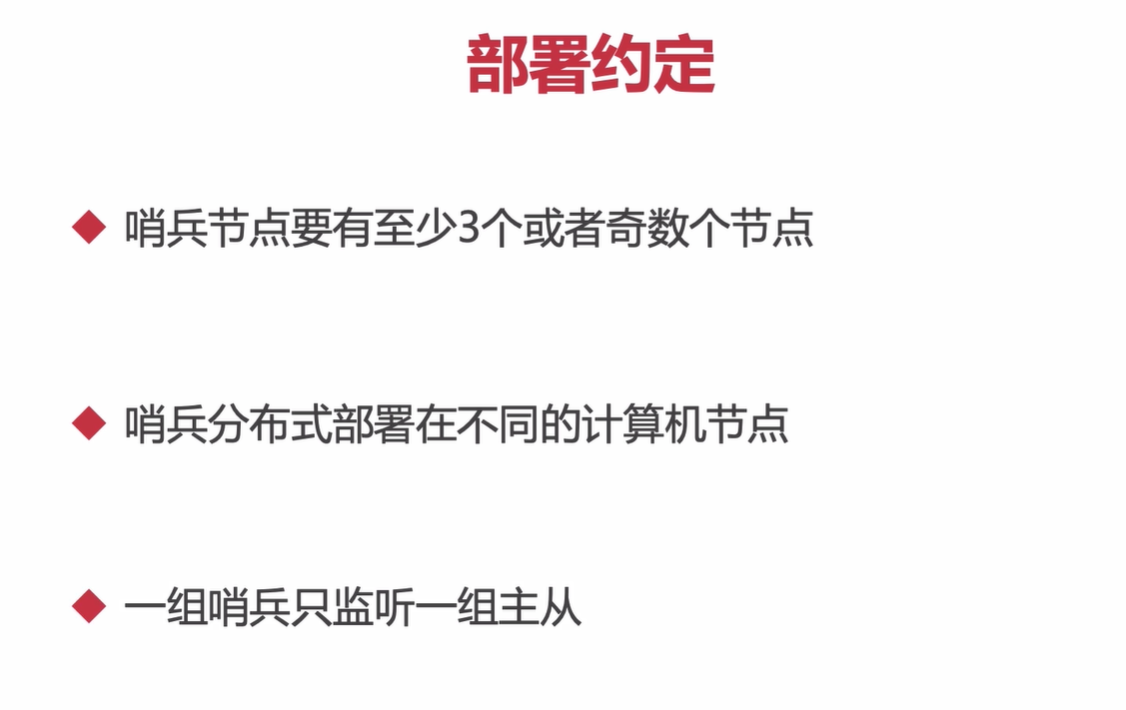 部署约定
哨兵节点要有至少3个或者奇数个节点
哨兵分布式部署在不同的计算机节点
一组哨兵只监听一组主从